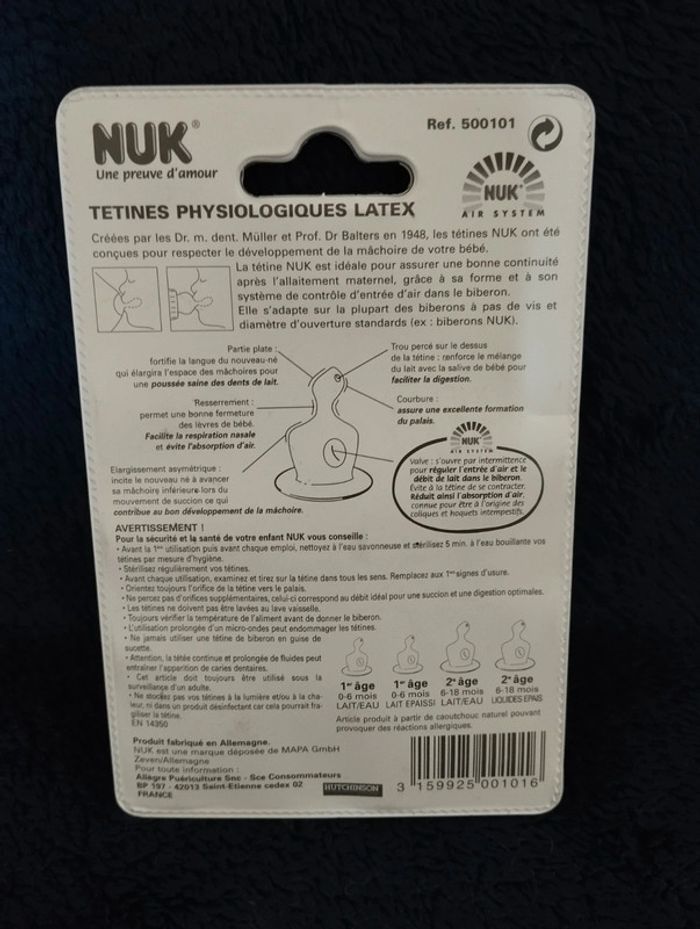 NUK®
Une preuve d'amour
Ref. 500101
NUK®
AIR SYSTEM
TETINES PHYSIOLOGIQUES LATEX
Créées par les Dr. m. dent. Müller et Prof. Dr Balters en 1948, les tétines NUK ont été
conçues pour respecter le développement de la mâchoire de votre bébé.
La tétine NUK est idéale pour assurer une bonne continuité
après l'allaitement maternel, grâce à sa forme et à son
système de contrôle d'entrée d'air dans le biberon.
Elle s'adapte sur la plupart des biberons à pas de vis et
diamètre d'ouverture standards (ex : biberons NUK).
Partie plate :
fortifie la langue du nouveau-né
qui élargira l'espace des mâchoires pour
une poussée saine des dents de lait.
Trou percé sur le dessus
de la tétine : renforce le mélange
du lait avec la salive de bébé pour
faciliter la digestion.
Resserrement :
permet une bonne fermeture
des lèvres de bébé.
Facilite la respiration nasale
et évite l'absorption d'air.
Courbure :
assure une excellente formation
du palais.
NUK
AIR SYSTEM
Valve : s'ouvre par intermittence
pour réguler l'entrée d'air et le
débit de lait dans le biberon.
Evite à la tétine de se contracter.
Réduit ainsi l'absorption d'air,
connue pour être à l'origine des
coliques et hoquets intempestifs.
Elargissement asymétrique :
incite le nouveau né à avancer
sa mâchoire inférieure lors du
mouvement de succion ce qui
contribue au bon développement de la mâchoire.
AVERTISSEMENT !
Pour la sécurité et la santé de votre enfant NUK vous conseille :
• Avant la 1ère utilisation puis avant chaque emploi, nettoyez à l'eau savonneuse et stérilisez 5 min. à l'eau bouillante vos
tétines par mesure d'hygiène.
• Stérilisez régulièrement vos tétines.
• Avant chaque utilisation, examinez et tirez sur la tétine dans tous les sens. Remplacez aux 1ers signes d'usure.
• Orientez toujours l'orifice de la tétine vers le palais.
• Ne percez pas d'orifices supplémentaires, celui-ci correspond au débit idéal pour une succion et une digestion optimales.
• Les tétines ne doivent pas être lavées au lave vaisselle.
• Toujours vérifier la température de l'aliment avant de donner le biberon.
• L'utilisation prolongée d'un micro-ondes peut endommager les tétines.
• Ne jamais utiliser une tétine de biberon en guise de
sucette.
• Attention, la tétée continue et prolongée de fluides peut
entraîner l'apparition de caries dentaires.
• Cet article doit toujours être utilisé sous la
surveillance d'un adulte.
• Ne stockez pas vos tétines à la lumière et/ou à la cha-
leur, ni dans un produit désinfectant car cela pourrait fra-
giliser la tétine.
EN 14350
1er âge
0-6 mois
LAIT/EAU
1er âge
0-6 mois
LAIT EPAISSI
2e âge
6-18 mois
LAIT/EAU
2e âge
6-18 mois
LIQUIDES EPAIS
Article produit à partir de caoutchouc naturel pouvant
provoquer des réactions allergiques.
Produit fabriqué en Allemagne.
NUK est une marque déposée de MAPA GmbH
Zeven/Allemagne
Pour toute information :
Allègre Puériculture Snc - Sce Consommateurs
BP 197 - 42013 Saint-Etienne cedex 02
FRANCE
HUTCHINSON
3 159925 001016